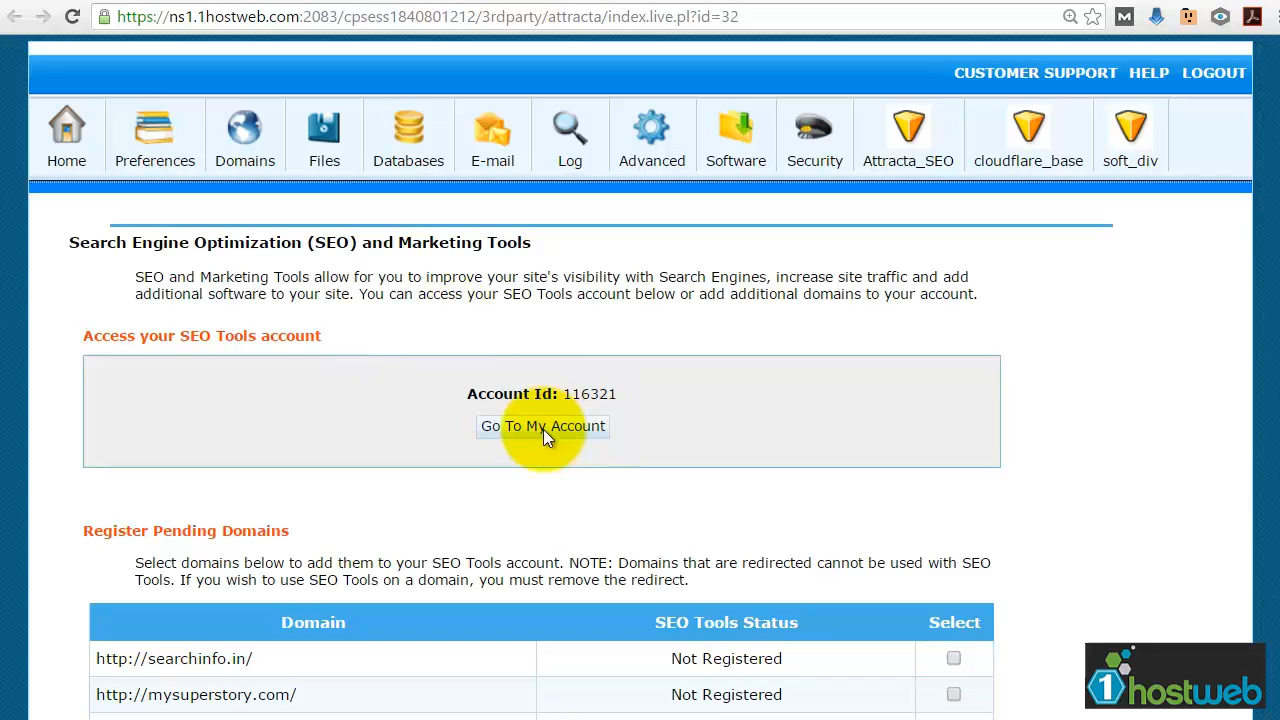 https://ns1.1hostweb.com:2083/cpsess1840801212/3rdparty/attracta/index.live.pl?id=32
M
CUSTOMER SUPPORT HELP LOGOUT
Home Preferences Domains Files Databases E-mail Log Advanced Software Security Attracta_SEO cloudflare_base soft_div
Search Engine Optimization (SEO) and Marketing Tools
SEO and Marketing Tools allow for you to improve your site's visibility with Search Engines, increase site traffic and add
additional software to your site. You can access your SEO Tools account below or add additional domains to your account.
Access your SEO Tools account
Account Id: 116321
Go To My Account
Register Pending Domains
Select domains below to add them to your SEO Tools account. NOTE: Domains that are redirected cannot be used with SEO
Tools. If you wish to use SEO Tools on a domain, you must remove the redirect.
Domain SEO Tools Status Select
http://searchinfo.in/ Not Registered
http://mysuperstory.com/ Not Registered
1hostweb